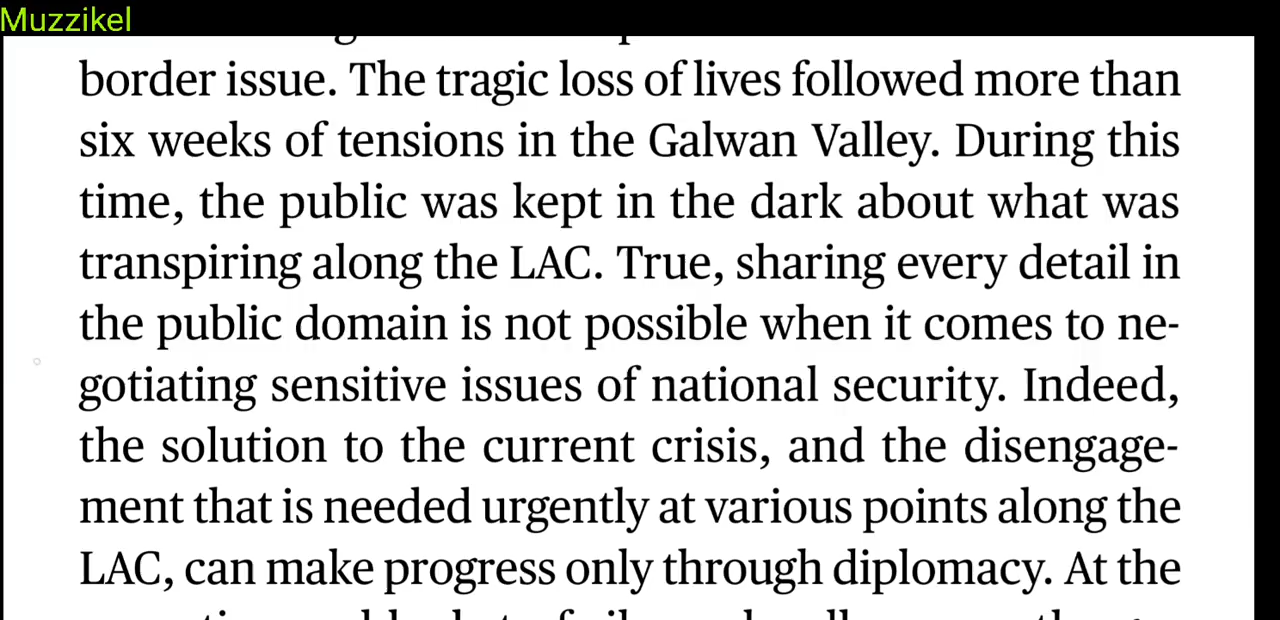 Muzzikel
border issue. The tragic loss of lives followed more than
six weeks of tensions in the Galwan Valley. During this
time, the public was kept in the dark about what was
transpiring along the LAC. True, sharing every detail in
the public domain is not possible when it comes to ne-
gotiating sensitive issues of national security. Indeed,
the solution to the current crisis, and the disengage-
ment that is needed urgently at various points along the
LAC, can make progress only through diplomacy. At the